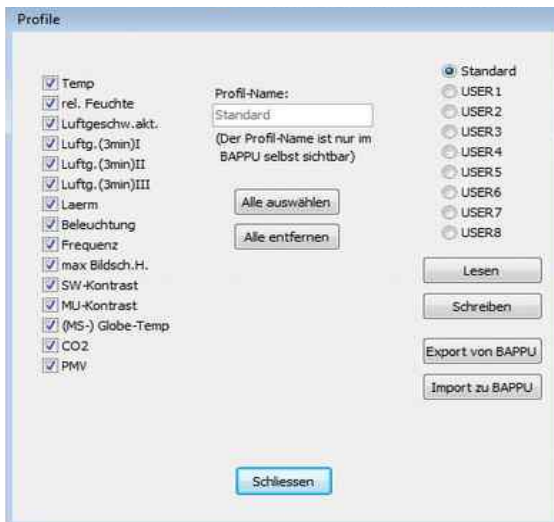 Profile
Temp
rel. Feuchte
Luftgeschw.akt.
Luftg.(3min)I
Luftg.(3min)II
Luftg.(3min)III
Laerm
Beleuchtung
Frequenz
max Bildsch.H.
SW-Kontrast
MU-Kontrast
(MS-) Globe-Temp
CO2
PMV
Profil-Name:
Standard
(Der Profil-Name ist nur im
BAPPU selbst sichtbar)
Alle auswählen
Alle entfernen
Standard
USER1
USER2
USER3
USER4
USER5
USER6
USER7
USER8
Lesen
Schreiben
Export von BAPPU
Import zu BAPPU
Schliessen